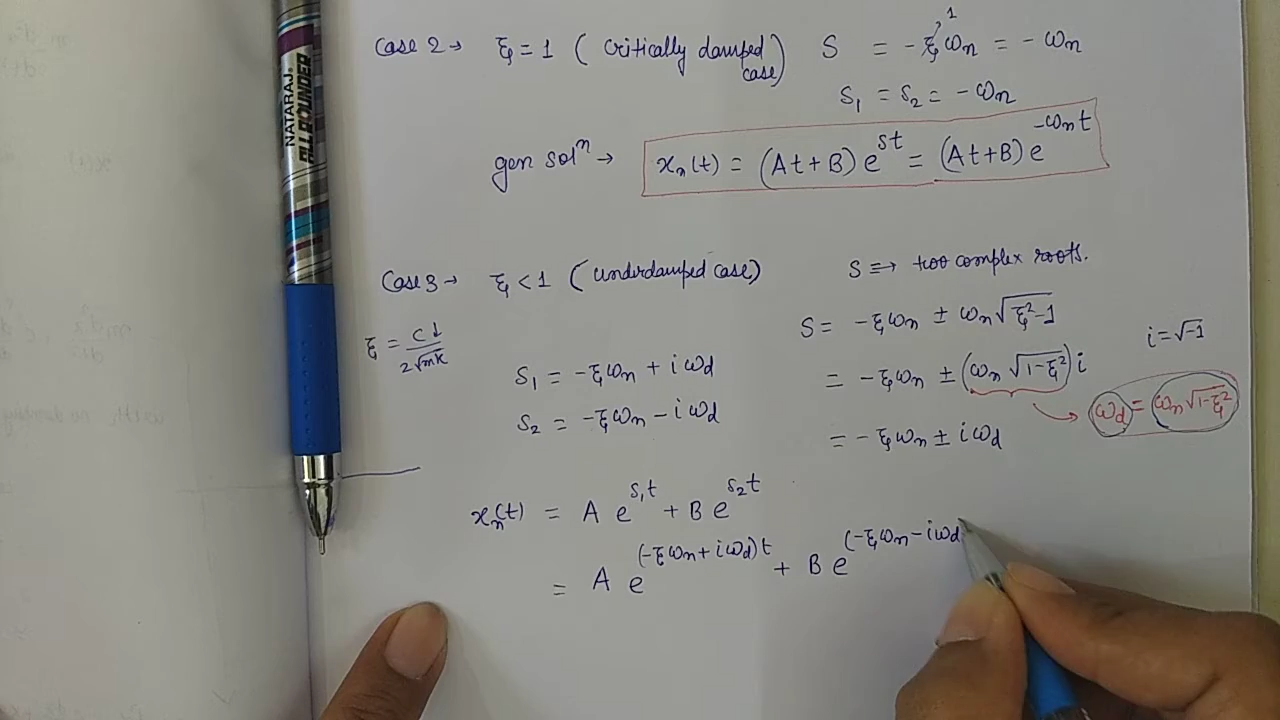 Case 2 → ξ = 1 ( Critically damped case) S = -ξωn = -ωn
1
S₁ = S₂ = -ωn
gen solⁿ → xn(t) = (At+B) e^st = (At+B) e^-ωnt
Case 3 → ξ < 1 ( Underdamped case) S ⇒ two complex roots.
ξ = c↓ / 2√mk
S = -ξωn ± ωn√ξ²-1
i = √-1
S₁ = -ξωn + iωd
= -ξωn ± (ωn √1-ξ²) i
ωd = ωn√1-ξ²
S₂ = -ξωn - iωd
= -ξωn ± iωd
xn(t) = A e^s₁t + B e^s₂t
= A e^(-ξωn + iωd)t + B e^(-ξωn - iωd
NATARAJ
ALL ROUNDER